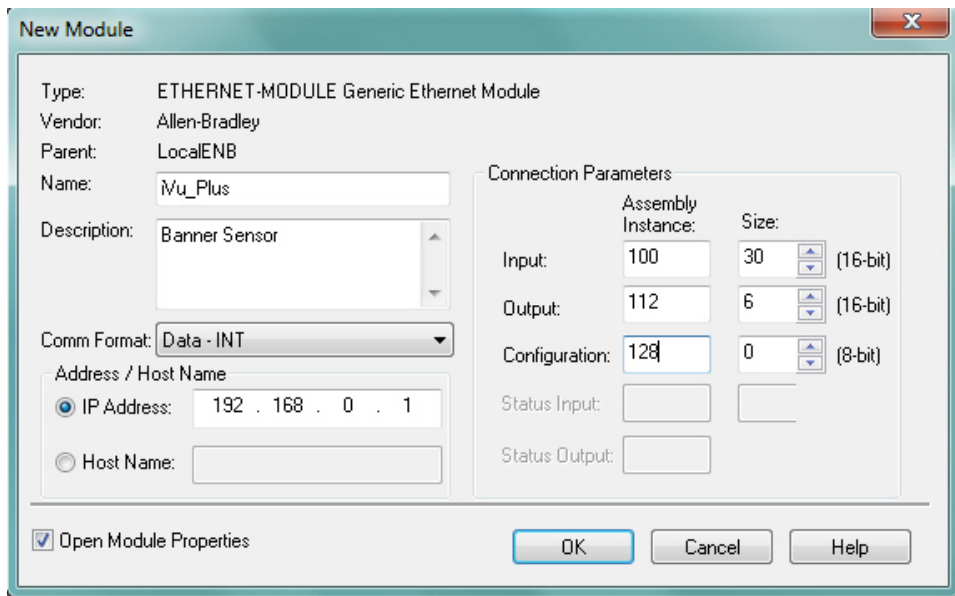 New Module
Type: ETHERNET-MODULE Generic Ethernet Module
Vendor: Allen-Bradley
Parent: LocalENB
Name: iVu_Plus
Description: Banner Sensor
Comm Format: Data - INT
Address / Host Name
IP Address: 192 . 168 . 0 . 1
Host Name:
Connection Parameters
Assembly Instance: Size:
Input: 100 30 (16-bit)
Output: 112 6 (16-bit)
Configuration: 128 0 (8-bit)
Status Input:
Status Output:
Open Module Properties
OK Cancel Help